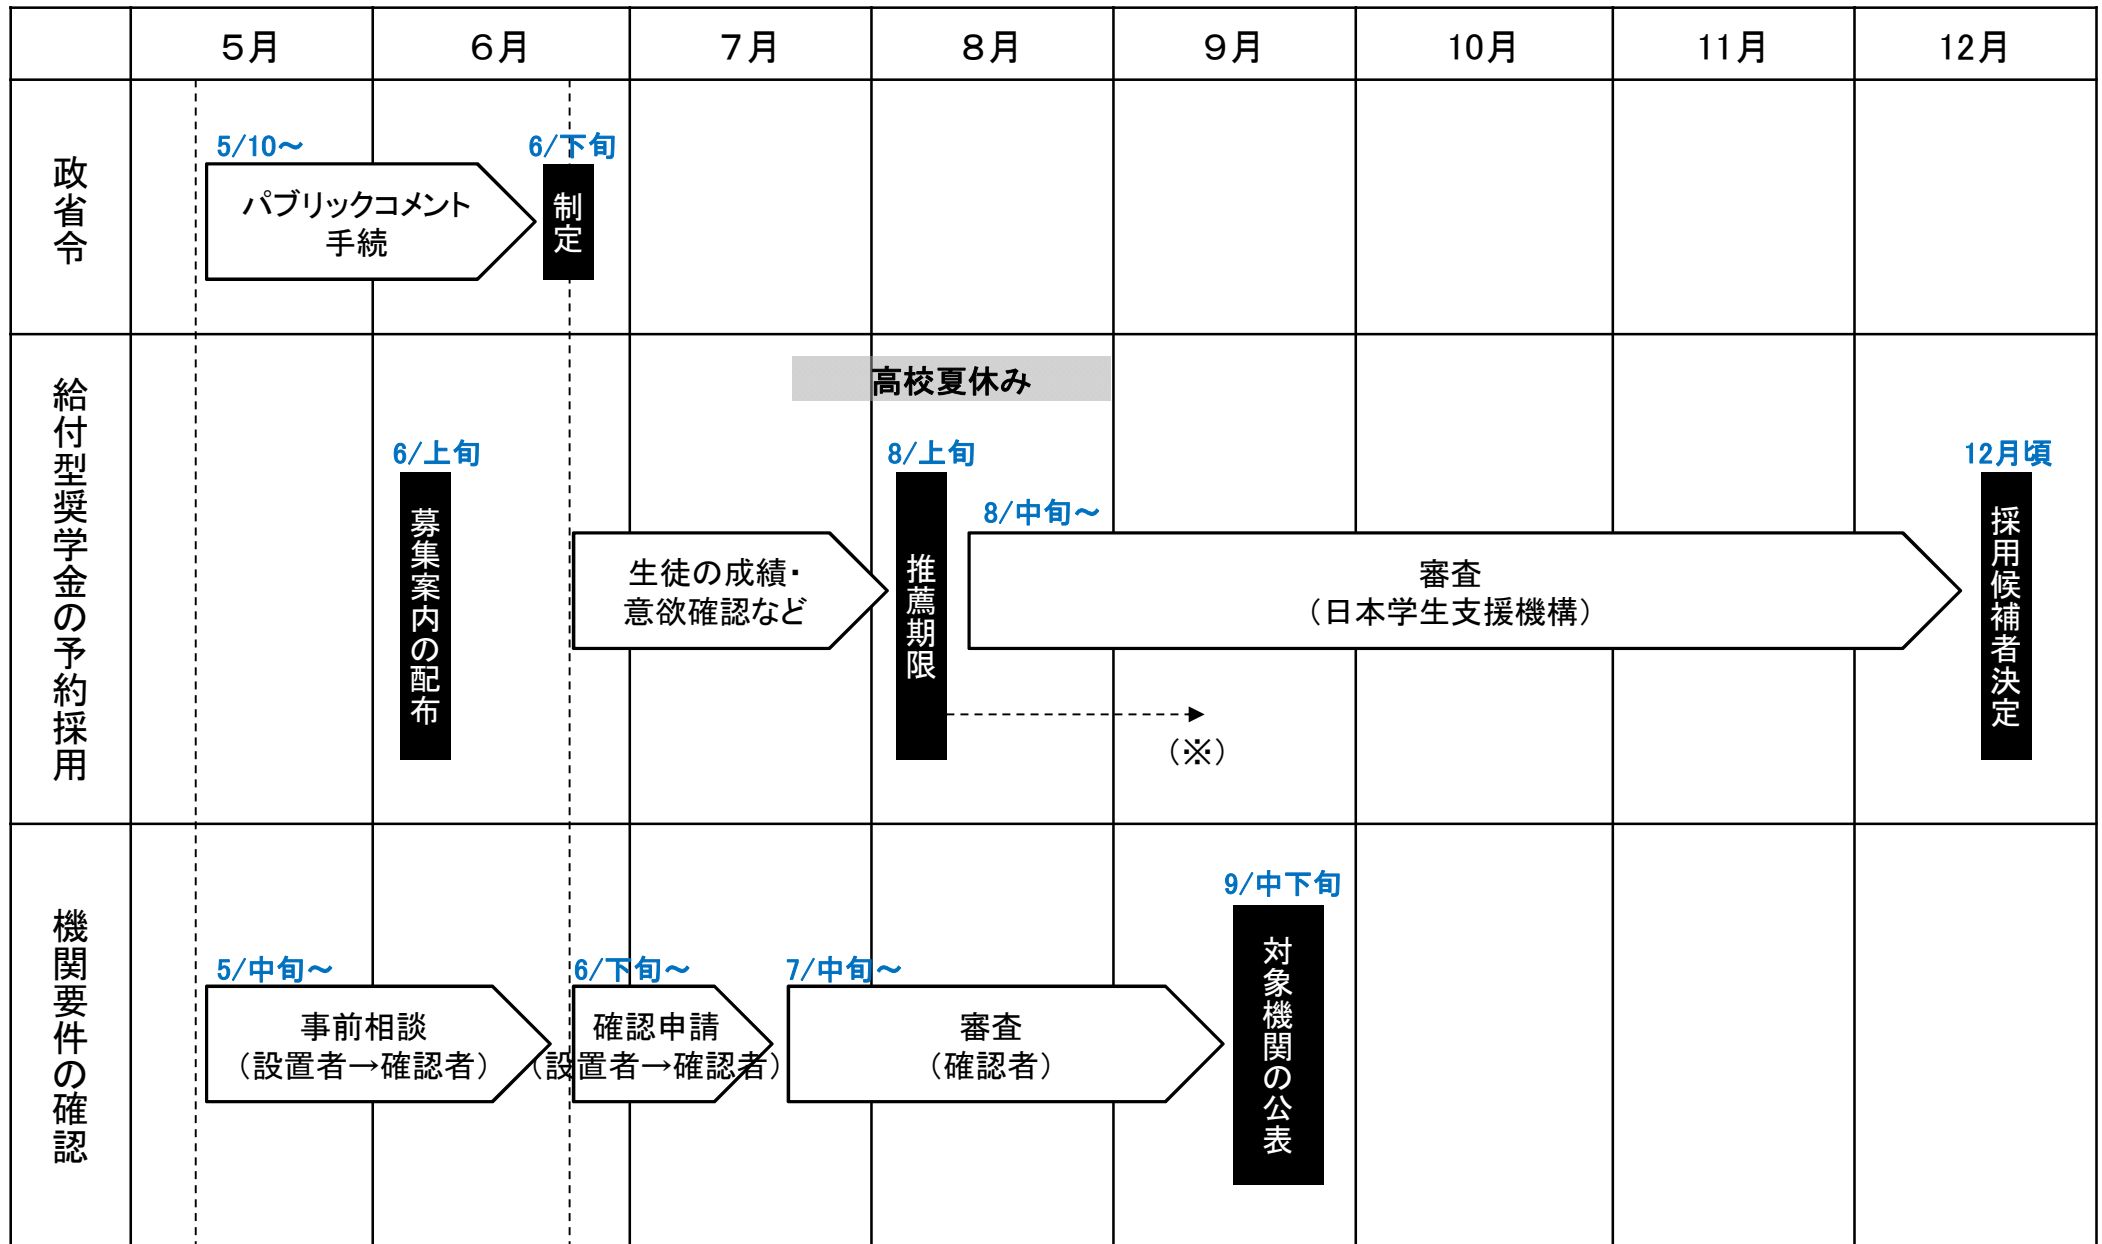 ５月
６月
７月
８月
９月
10月
11月
12月
政省令
5/10～
パブリックコメント
手続
6/下旬
制定
給付型奨学金の予約採用
高校夏休み
6/上旬
募集案内の配布
生徒の成績・
意欲確認など
8/上旬
推薦期限
8/中旬～
審査
（日本学生支援機構）
（※）
12月頃
採用候補者決定
機関要件の確認
5/中旬～
事前相談
（設置者→確認者）
6/下旬～
確認申請
（設置者→確認者）
7/中旬～
審査
（確認者）
9/中下旬
対象機関の公表